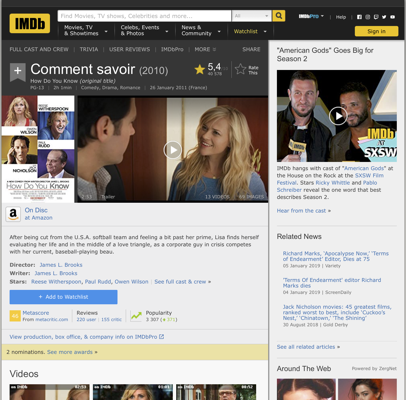 IMDb
Find Movies, TV shows, Celebrities and more...
All
IMDbPro
Help
Movies, TV & Showtimes
Celebs, Events & Photos
News & Community
Watchlist
Sign in
FULL CAST AND CREW | TRIVIA | USER REVIEWS | IMDbPro | MORE
SHARE
Comment savoir (2010)
How Do You Know (original title)
PG-13 | 2h 1min | Comedy, Drama, Romance | 26 January 2011 (France)
5,4
Rate This
REESE WITHERSPOON
OWEN WILSON
PAUL RUDD
JACK NICHOLSON
How Do You Know
Trailer
13 VIDEOS
IMAGES
On Disc
at Amazon
After being cut from the U.S.A. softball team and feeling a bit past her prime, Lisa finds herself
evaluating her life and in the middle of a love triangle, as a corporate guy in crisis competes
with her current, baseball-playing beau.
Director: James L. Brooks
Writer: James L. Brooks
Stars: Reese Witherspoon, Paul Rudd, Owen Wilson | See full cast & crew »
+ Add to Watchlist
46
Metascore
From metacritic.com
Reviews
220 user | 155 critic
Popularity
3 307
View production, box office, & company info on IMDbPro
2 nominations. See more awards »
Videos
"American Gods" Goes Big for
Season 2
IMDb
AT
SXSW
IMDb hangs with cast of "American Gods" at
the House on the Rock at the SXSW Film
Festival. Stars Ricky Whittle and Pablo
Schreiber reveal the one word that best
describes Season 2.
Hear from the cast »
Related News
Richard Marks, 'Apocalypse Now,' 'Terms
of Endearment' Editor, Dies at 75
05 January 2019 | Variety
'Terms Of Endearment' editor Richard
Marks dies
04 January 2019 | ScreenDaily
Jack Nicholson movies: 45 greatest films,
ranked worst to best, include 'Cuckoo's
Nest,' 'Chinatown,' 'The Shining'
30 August 2018 | Gold Derby
See all related articles »
Around The Web
Powered by ZergNet